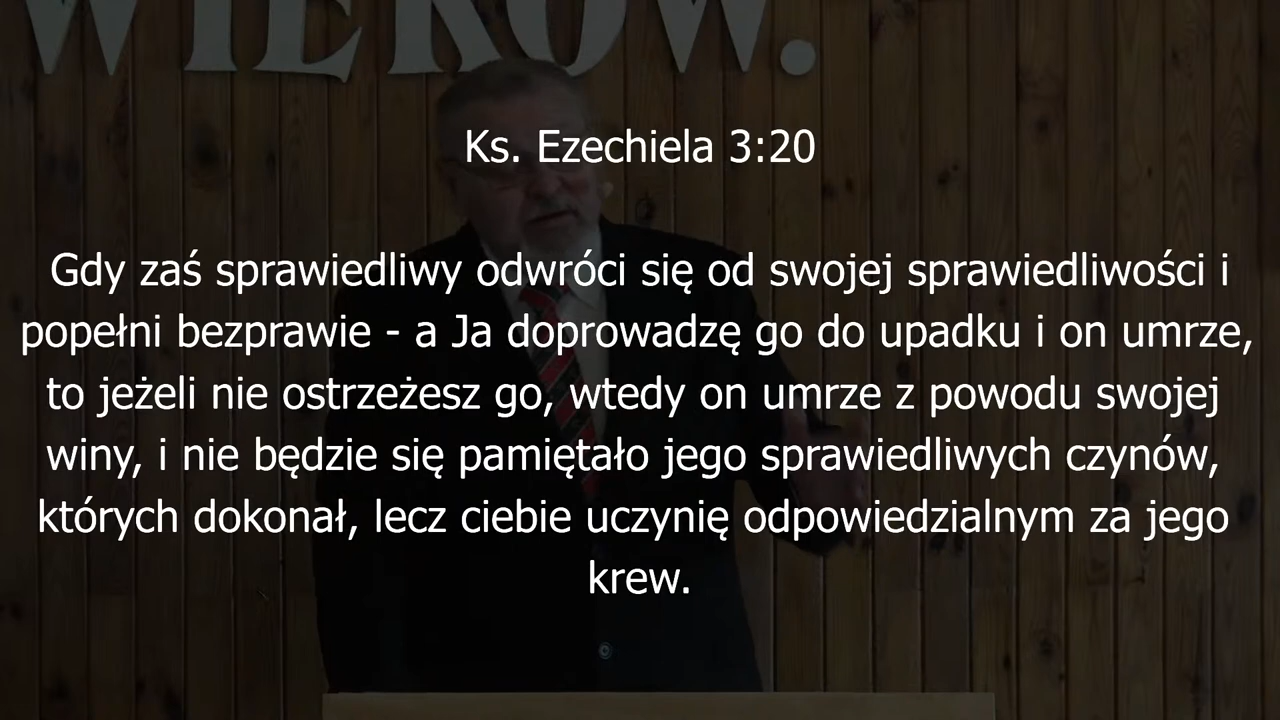 WIEKÓW.
Ks. Ezechiela 3:20
Gdy zaś sprawiedliwy odwróci się od swojej sprawiedliwości i
popełni bezprawie - a Ja doprowadzę go do upadku i on umrze,
to jeżeli nie ostrzeżesz go, wtedy on umrze z powodu swojej
winy, i nie będzie się pamiętało jego sprawiedliwych czynów,
których dokonał, lecz ciebie uczynię odpowiedzialnym za jego
krew.